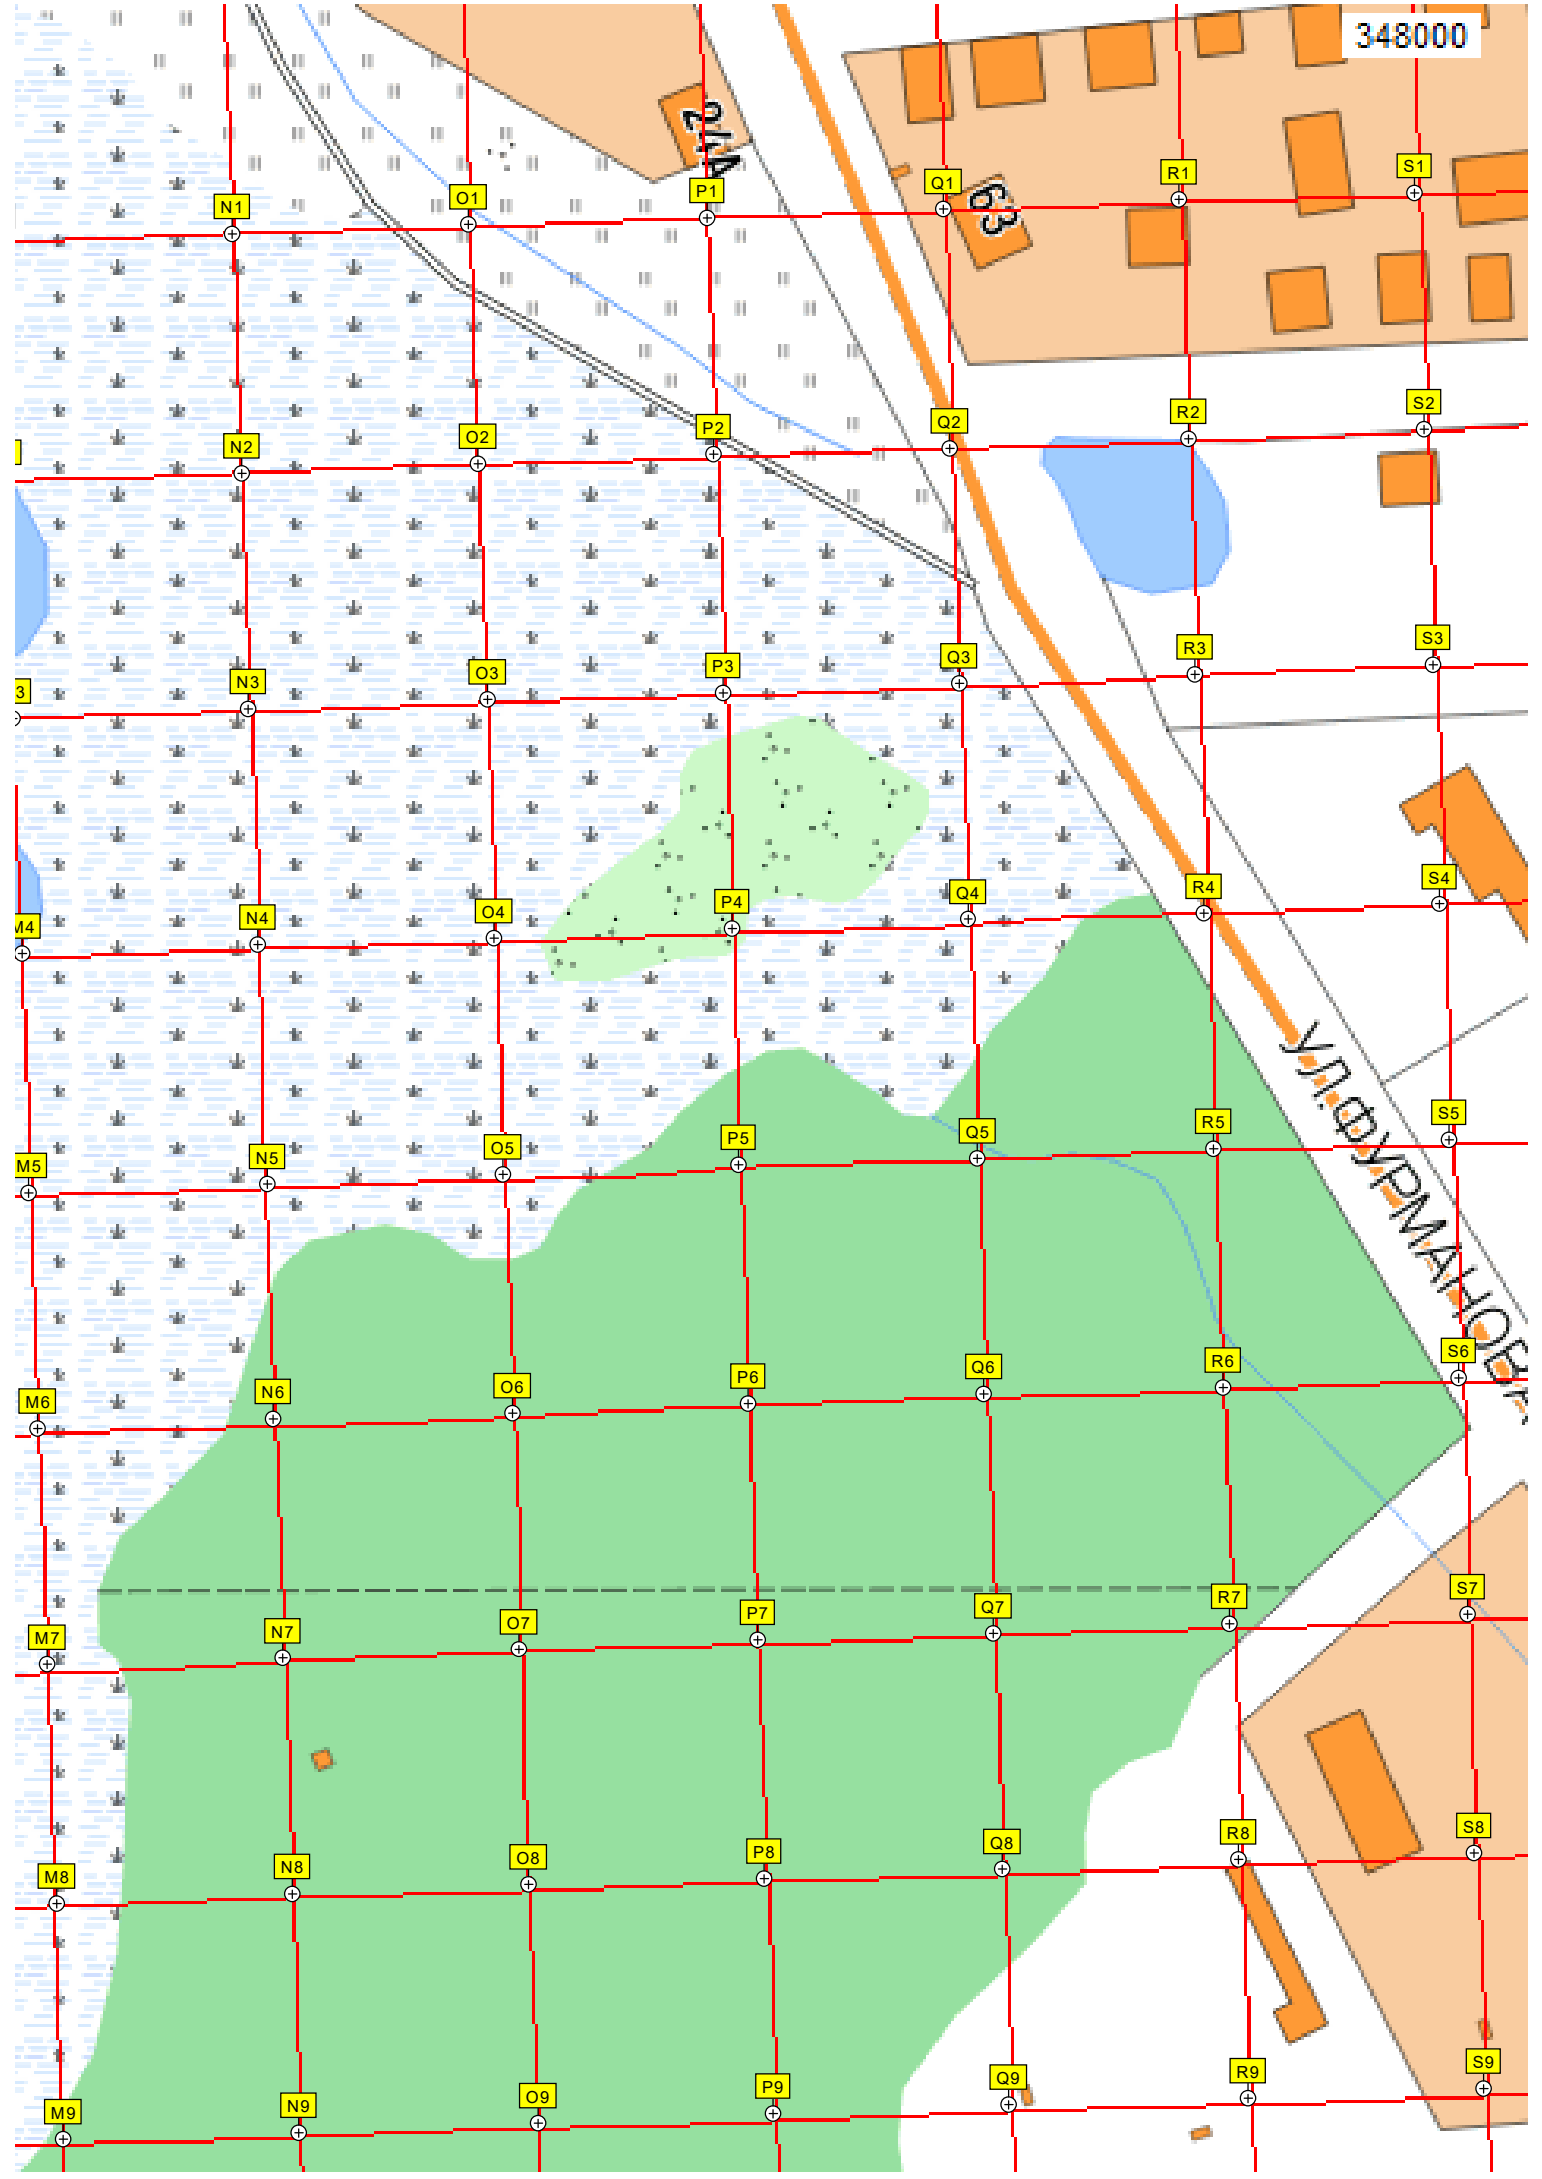 348000
24А
N1 O1 P1 Q1 R1 S1
63
N2 O2 P2 Q2 R2 S2
3 N3 O3 P3 Q3 R3 S3
M4 N4 O4 P4 Q4 R4 S4
ул.ФУРМАНОВА
M5 N5 O5 P5 Q5 R5 S5
M6 N6 O6 P6 Q6 R6 S6
M7 N7 O7 P7 Q7 R7 S7
M8 N8 O8 P8 Q8 R8 S8
M9 N9 O9 P9 Q9 R9 S9